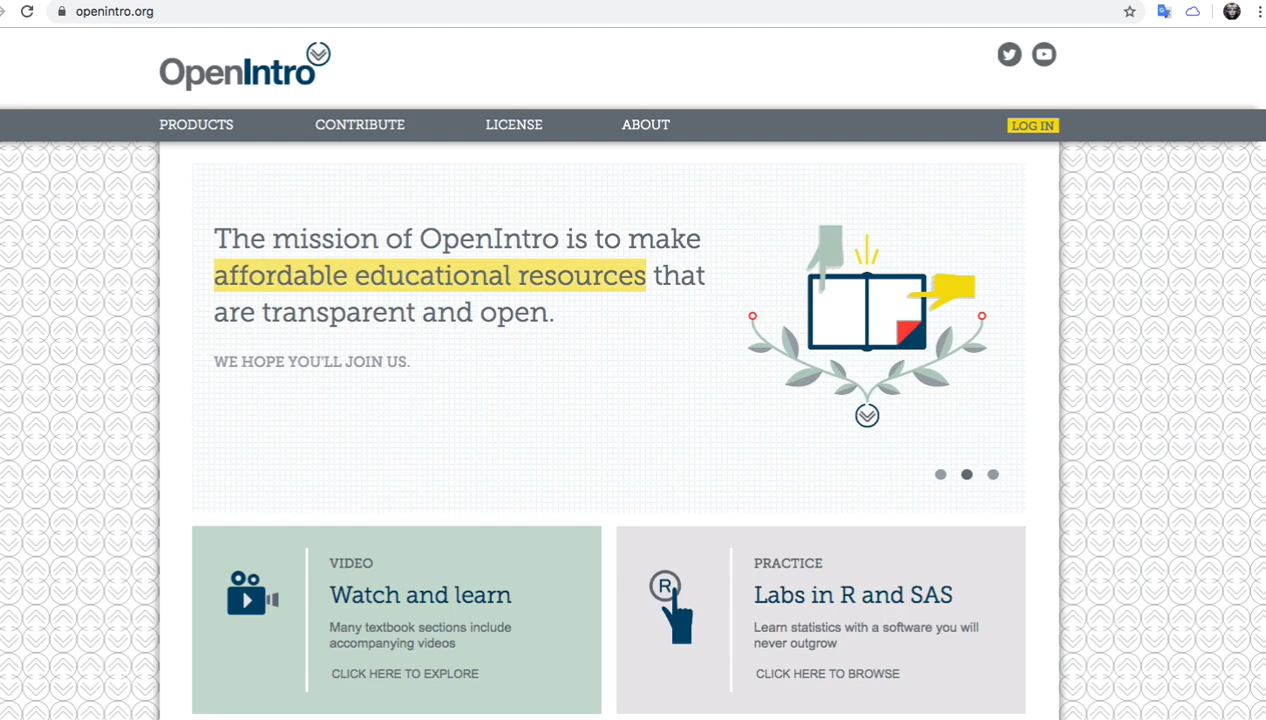 openintro.org
OpenIntro
PRODUCTS CONTRIBUTE LICENSE ABOUT LOG IN
The mission of OpenIntro is to make
affordable educational resources that
are transparent and open.
WE HOPE YOU'LL JOIN US.
VIDEO
Watch and learn
Many textbook sections include
accompanying videos
CLICK HERE TO EXPLORE
R
PRACTICE
Labs in R and SAS
Learn statistics with a software you will
never outgrow
CLICK HERE TO BROWSE